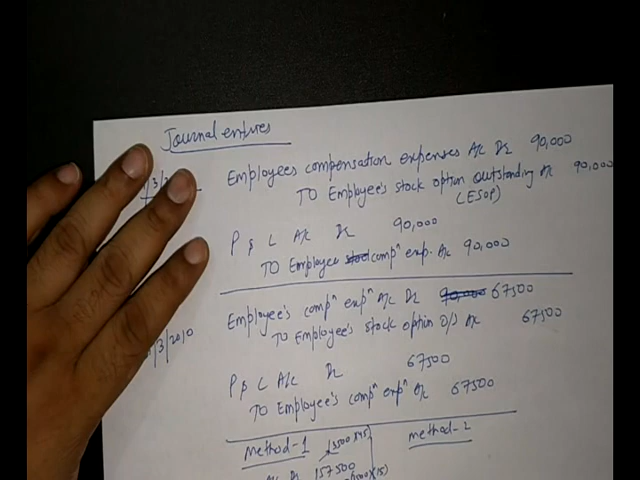 Journal entries
Employees compensation expenses A/c Dr 90,000
TO Employee's stock option outstanding A/c 90,000
(ESOP)
P & L A/c Dr 90,000
TO Employee comp^n exp. A/c 90,000
Employee's comp^n exp^n A/c Dr 67500
TO Employee's stock option O/S A/c 67500
/3/2010
P & L A/c Dr 67500
TO Employee's comp^n exp^n A/c 67500
Method-1 method-2
A/c Dr 157500